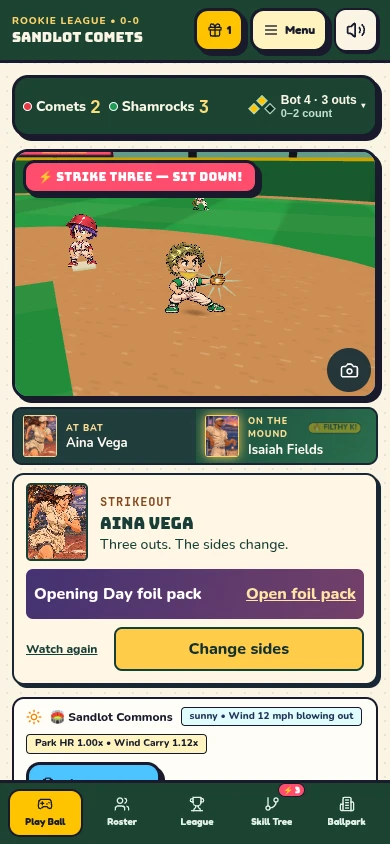 ROOKIE LEAGUE • 0-0
SANDLOT COMETS
1
Menu
Comets 2
Shamrocks 3
Bot 4 · 3 outs
0–2 count
⚡ STRIKE THREE — SIT DOWN!
AT BAT
Aina Vega
ON THE MOUND
Isaiah Fields
🔥 FILTHY K!
STRIKEOUT
AINA VEGA
Three outs. The sides change.
Opening Day foil pack
Open foil pack
Watch again
Change sides
Sandlot Commons
sunny • Wind 12 mph blowing out
Park HR 1.00x • Wind Carry 1.12x
Play Ball
Roster
League
Skill Tree
⚡ 3
Ballpark